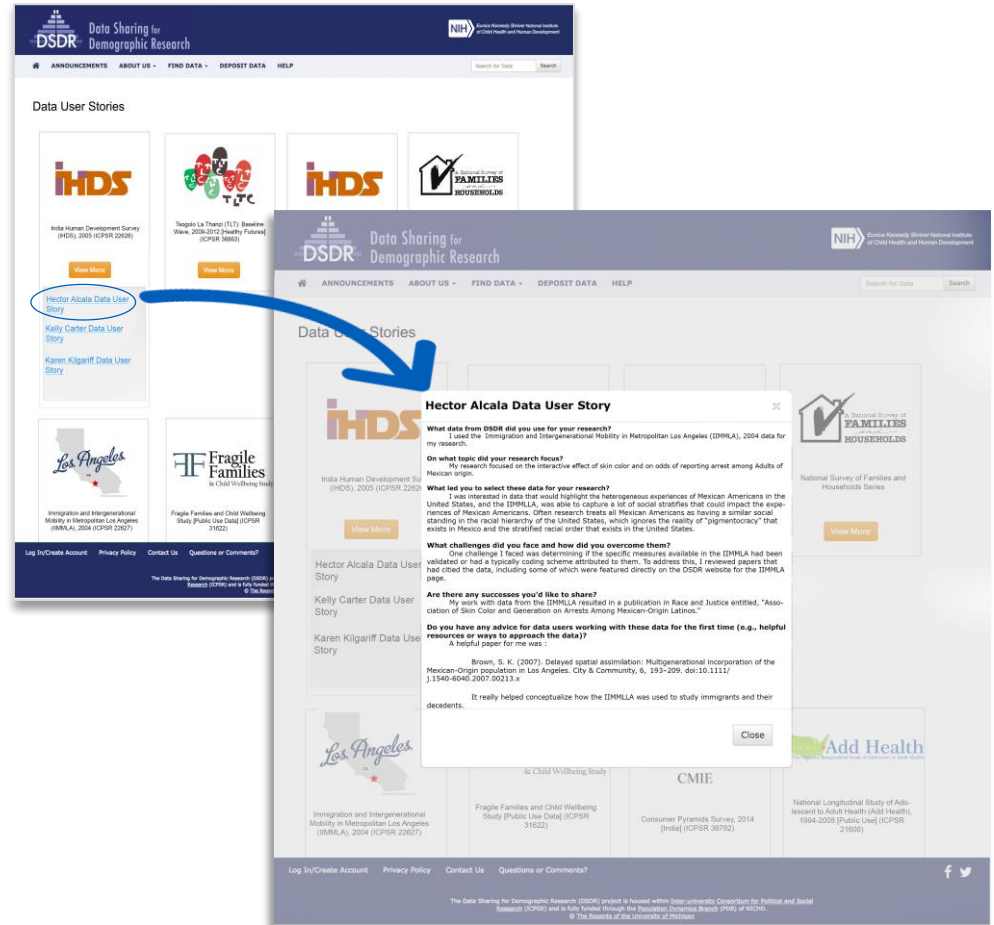 DSDR
Data Sharing for
Demographic Research
NIH
Eunice Kennedy Shriver National Institute
of Child Health and Human Development
ANNOUNCEMENTS ABOUT US - FIND DATA - DEPOSIT DATA HELP
Search for Data Search
Data User Stories
iHDS
TLTC
iHDS
A National Survey of
FAMILIES
and
HOUSEHOLDS
India Human Development Survey
(IHDS), 2005 (ICPSR 22626)
Tsogolo La Thanzi (TLT): Baseline
Wave, 2009-2012 [Healthy Futures]
(ICPSR 36863)
View More
View More
Hector Alcala Data User
Story
Kelly Carter Data User
Story
Karen Kilgariff Data User
Story
Los Angeles
FF Fragile
Families
& Child Wellbeing Study
Immigration and Intergenerational
Mobility in Metropolitan Los Angeles
(IIMMLA), 2004 (ICPSR 22627)
Fragile Families and Child Wellbeing
Study [Public Use Data] (ICPSR
31622)
Log In/Create Account Privacy Policy Contact Us Questions or Comments?
The Data Sharing for Demographic Research (DSDR)
Research (ICPSR) and is fully funded
© The Regen
DSDR
Data Sharing for
Demographic Research
NIH
Eunice Kennedy Shriver National Institute
of Child Health and Human Development
ANNOUNCEMENTS ABOUT US - FIND DATA - DEPOSIT DATA HELP
Search for Data Search
Data User Stories
iHDS
A National Survey of
FAMILIES
and
HOUSEHOLDS
India Human Development Su
(IHDS), 2005 (ICPSR 2262
National Survey of Families and
Households Series
View More
View More
Hector Alcala Data User
Story
Kelly Carter Data User
Story
Karen Kilgariff Data Use
Story
Hector Alcala Data User Story
What data from DSDR did you use for your research?
I used the Immigration and Intergenerational Mobility in Metropolitan Los Angeles (IIMMLA), 2004 data for
my research.
On what topic did your research focus?
My research focused on the interactive effect of skin color and on odds of reporting arrest among Adults of
Mexican origin.
What led you to select these data for your research?
I was interested in data that would highlight the heterogeneous experiences of Mexican Americans in the
United States, and the IIMMLA, was able to capture a lot of social stratifies that could impact the expe-
riences of Mexican Americans. Often research treats all Mexican Americans as having a similar social
standing in the racial hierarchy of the United States, which ignores the reality of "pigmentocracy" that
exists in Mexico and the stratified racial order that exists in the United States.
What challenges did you face and how did you overcome them?
One challenge I faced was determining if the specific measures available in the IIMMLA had been
validated or had a typically coding scheme attributed to them. To address this, I reviewed papers that
had citied the data, including some of which were featured directly on the DSDR website for the IIMMLA
page.
Are there any successes you'd like to share?
My work with data from the IIMLLA resulted in a publication in Race and Justice entitled, "Asso-
ciation of Skin Color and Generation on Arrests Among Mexican-Origin Latinos."
Do you have any advice for data users working with these data for the first time (e.g., helpful
resources or ways to approach the data)?
A helpful paper for me was :
Brown, S. K. (2007). Delayed spatial assimilation: Multigenerational incorporation of the
Mexican-Origin population in Los Angeles. City & Community, 6, 193–209. doi:10.1111/
j.1540-6040.2007.00213.x
It really helped conceptualize how the IIMMLLA was used to study immigrants and their
decedents.
Close
Los Angeles
& Child Wellbeing Study
CMIE
Add Health
Immigration and Intergenerational
Mobility in Metropolitan Los Angeles
(IIMMLA), 2004 (ICPSR 22627)
Fragile Families and Child Wellbeing
Study [Public Use Data] (ICPSR
31622)
Consumer Pyramids Survey, 2014
[India] (ICPSR 36782)
National Longitudinal Study of Ado-
lescent to Adult Health (Add Health),
1994-2008 [Public Use] (ICPSR
21600)
Log In/Create Account Privacy Policy Contact Us Questions or Comments?
The Data Sharing for Demographic Research (DSDR) project is housed within Inter-university Consortium for Political and Social
Research (ICPSR) and is fully funded through the Population Dynamics Branch (PDB) of NICHD.
© The Regents of the University of Michigan